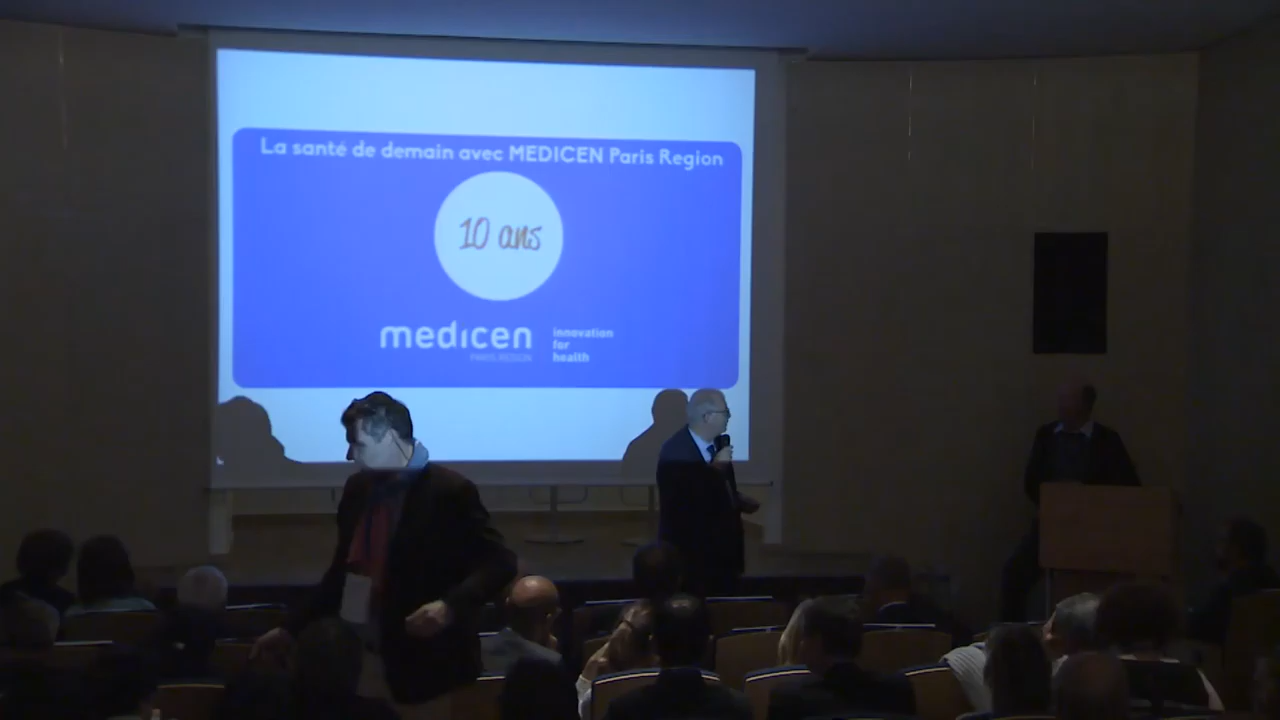 La santé de demain avec MEDICEN Paris Region
10 ans
medicen
PARIS REGION
innovation
for
health